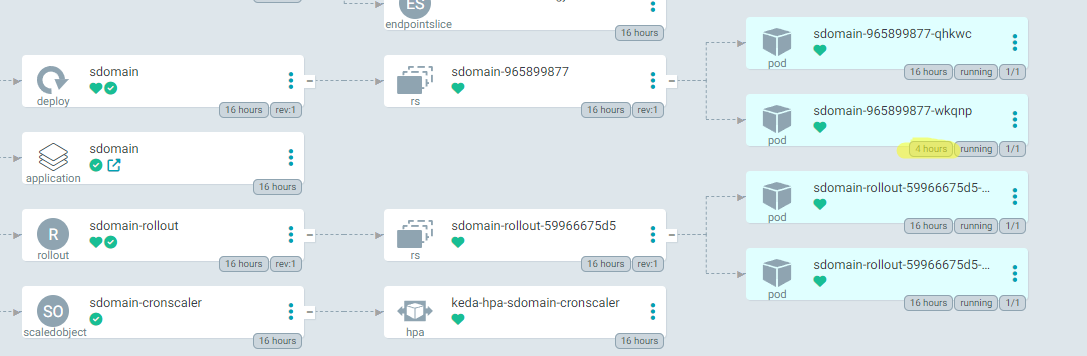 ES
endpointslice
16 hours
sdomain-965899877-qhkwc
pod
16 hours running 1/1
sdomain
deploy
16 hours rev:1
sdomain-965899877
rs
16 hours rev:1
sdomain-965899877-wkqnp
pod
4 hours running 1/1
sdomain
application
16 hours
sdomain-rollout-59966675d5-...
pod
16 hours running 1/1
R
sdomain-rollout
rollout
16 hours rev:1
sdomain-rollout-59966675d5
rs
16 hours rev:1
sdomain-rollout-59966675d5-...
pod
16 hours running 1/1
SO
sdomain-cronscaler
scaledobject
16 hours
keda-hpa-sdomain-cronscaler
hpa
16 hours